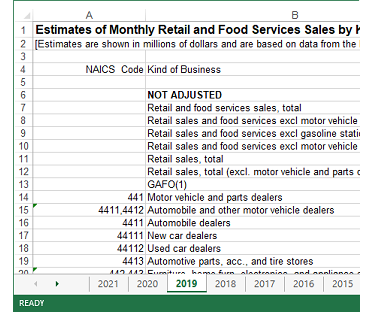 A B
1 Estimates of Monthly Retail and Food Services Sales by
2 [Estimates are shown in millions of dollars and are based on data from the
3
4 NAICS Code Kind of Business
5
6 NOT ADJUSTED
7 Retail and food services sales, total
8 Retail sales and food services excl motor vehicle
9 Retail sales and food services excl gasoline
10 Retail sales and food services excl motor vehicle
11 Retail sales, total
12 Retail sales, total (excl. motor vehicle and parts
13 GAFO(1)
14 441 Motor vehicle and parts dealers
15 4411,4412 Automobile and other motor vehicle dealers
16 4411 Automobile dealers
17 44111 New car dealers
18 44112 Used car dealers
19 4413 Automotive parts, acc., and tire stores
2021 2020 2019 2018 2017 2016 2015
READY